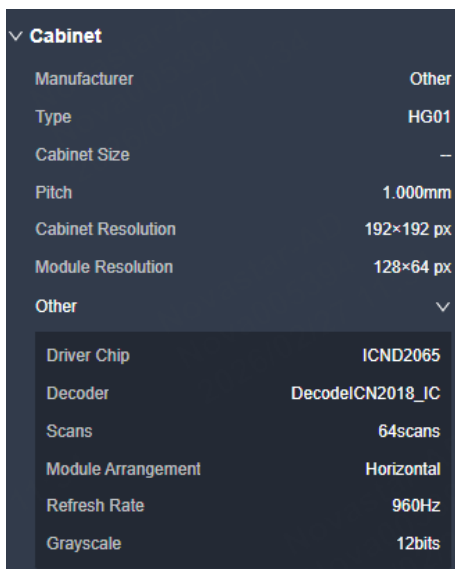 Cabinet
Manufacturer Other
Type HG01
Cabinet Size --
Pitch 1.000mm
Cabinet Resolution 192×192 px
Module Resolution 128×64 px
Other
Driver Chip ICND2065
Decoder DecodeICN2018_IC
Scans 64scans
Module Arrangement Horizontal
Refresh Rate 960Hz
Grayscale 12bits